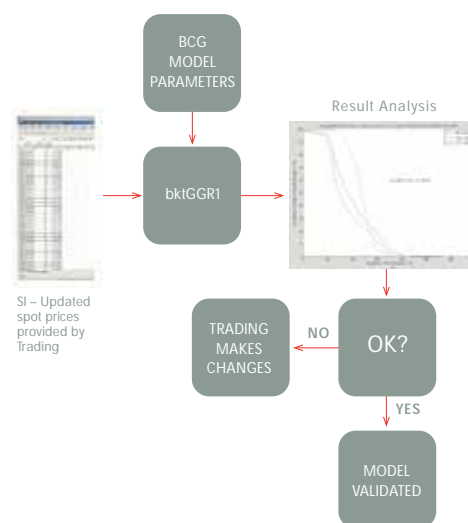 BCG
MODEL
PARAMETERS
Result Analysis
bktGGR1
SI – Updated
spot prices
provided by
Trading
TRADING
MAKES
CHANGES
NO
OK?
YES
MODEL
VALIDATED